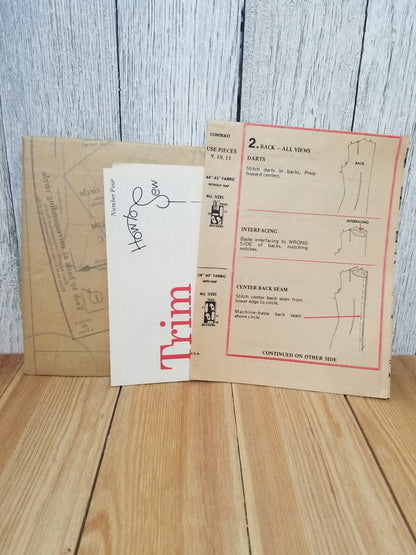 Number Four
How to Sew
Trim
U.S.A.
CONTRAST
USE PIECES
9, 10, 11
44" 45" FABRIC
WITHOUT NAP
ALL SIZES
58" 60" FABRIC
WITH NAP
ALL SIZES
2. BACK – ALL VIEWS
DARTS
Stitch darts in backs. Press
toward centers.
BACK
INTERFACING
Baste interfacing to WRONG
SIDE of backs, matching
notches.
INTERFACING
CENTER BACK SEAM
Stitch center back seam from
lower edge to circle.
Machine-baste back seam
above circle.
CONTINUED ON OTHER SIDE